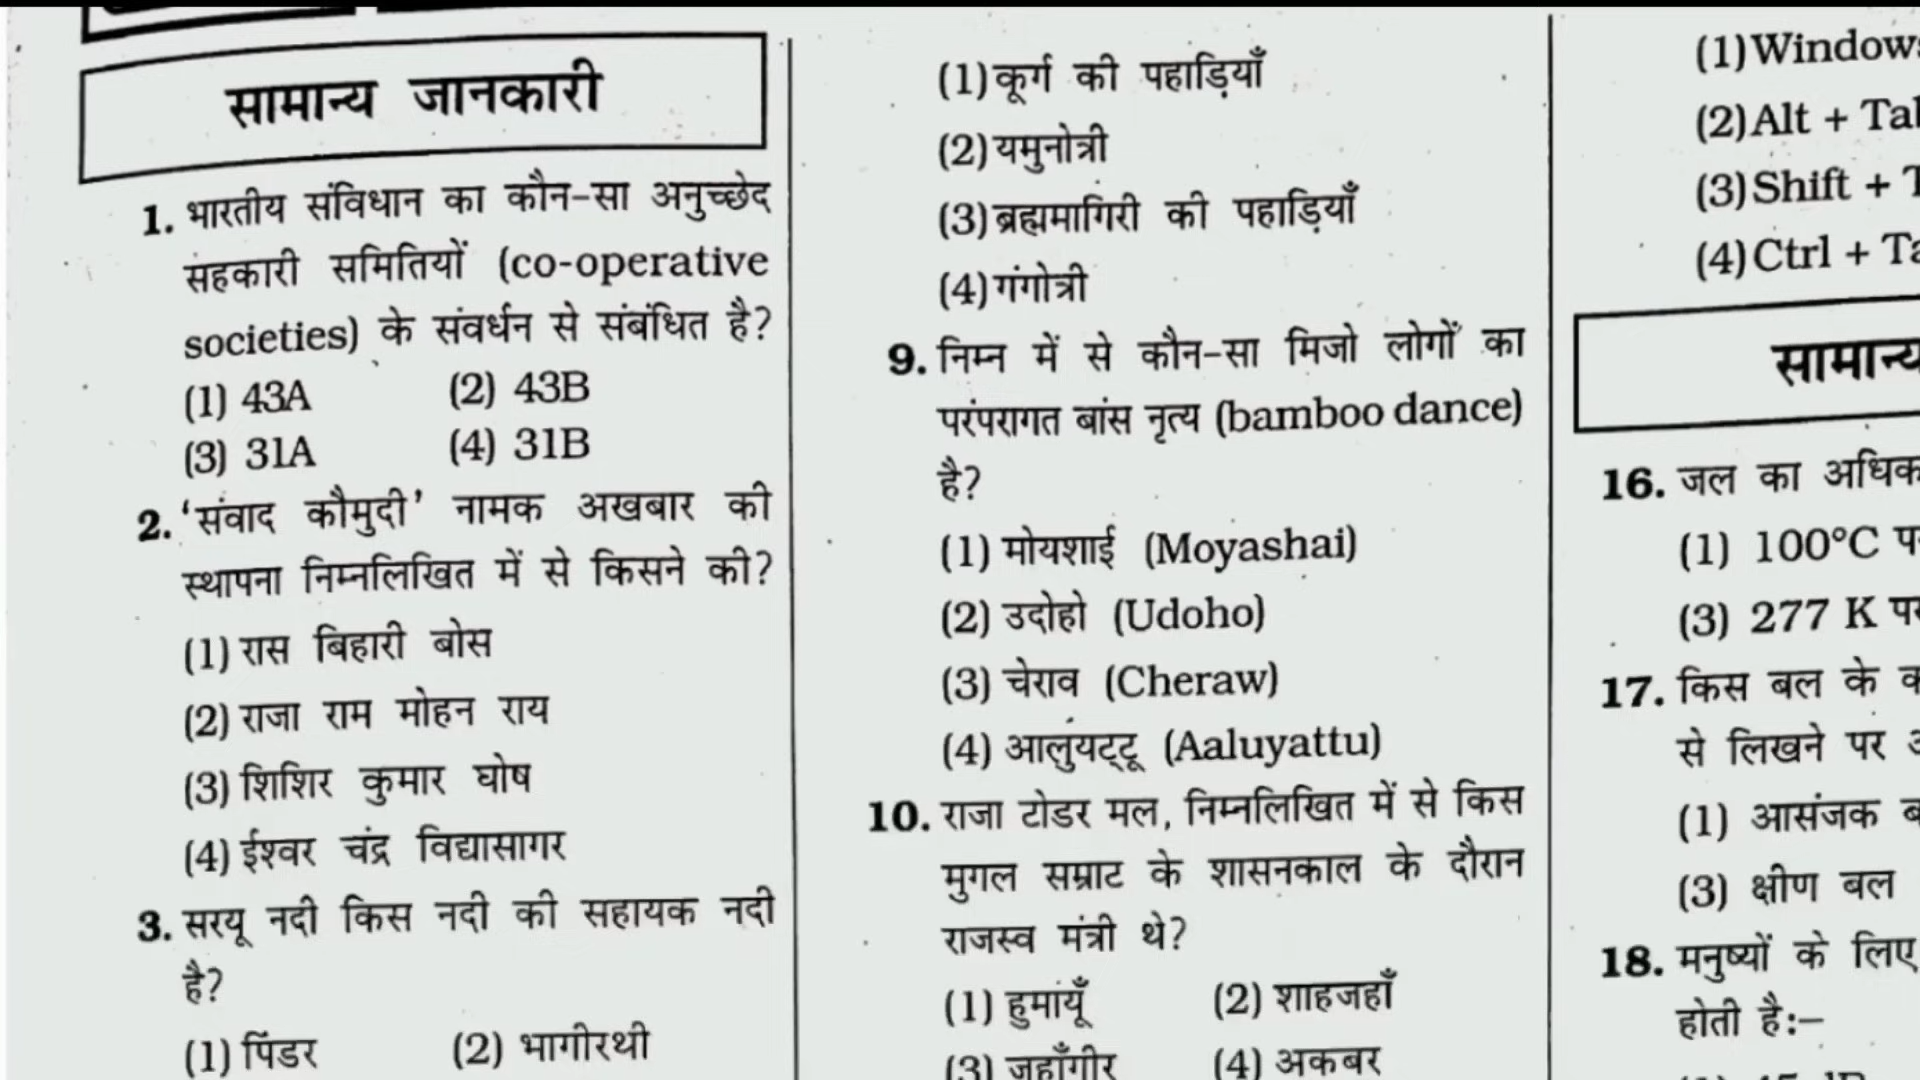 सामान्य जानकारी
1. भारतीय संविधान का कौन-सा अनुच्छेद
सहकारी समितियों (co-operative
societies) के संवर्धन से संबंधित है?
(1) 43A (2) 43B
(3) 31A (4) 31B
2. ‘संवाद कौमुदी’ नामक अखबार की
स्थापना निम्नलिखित में से किसने की?
(1) रास बिहारी बोस
(2) राजा राम मोहन राय
(3) शिशिर कुमार घोष
(4) ईश्वर चंद्र विद्यासागर
3. सरयू नदी किस नदी की सहायक नदी
है?
(1) पिंडर (2) भागीरथी
(1) कूर्ग की पहाड़ियाँ
(2) यमुनोत्री
(3) ब्रह्ममागिरी की पहाड़ियाँ
(4) गंगोत्री
9. निम्न में से कौन-सा मिजो लोगों का
परंपरागत बांस नृत्य (bamboo dance)
है?
(1) मोयशाई (Moyashai)
(2) उदोहो (Udoho)
(3) चेराव (Cheraw)
(4) आलुयट्टू (Aaluyattu)
10. राजा टोडर मल, निम्नलिखित में से किस
मुगल सम्राट के शासनकाल के दौरान
राजस्व मंत्री थे?
(1) हुमायूँ (2) शाहजहाँ
(3) जहाँगीर (4) अकबर
(1) Window
(2) Alt +
(3) Shift +
(4) Ctrl +
सामान्य
16. जल का
(1) 100°C
(3) 277 K
17. किस बल के
से लिखने पर
(1) आसंजक
(3) क्षीण बल
18. मनुष्यों के लिए
होती है:–